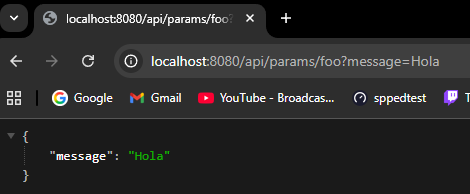 localhost:8080/api/params/foo?
localhost:8080/api/params/foo?message=Hola
Google Gmail YouTube - Broadcas... sppedtest
{
"message": "Hola"
}